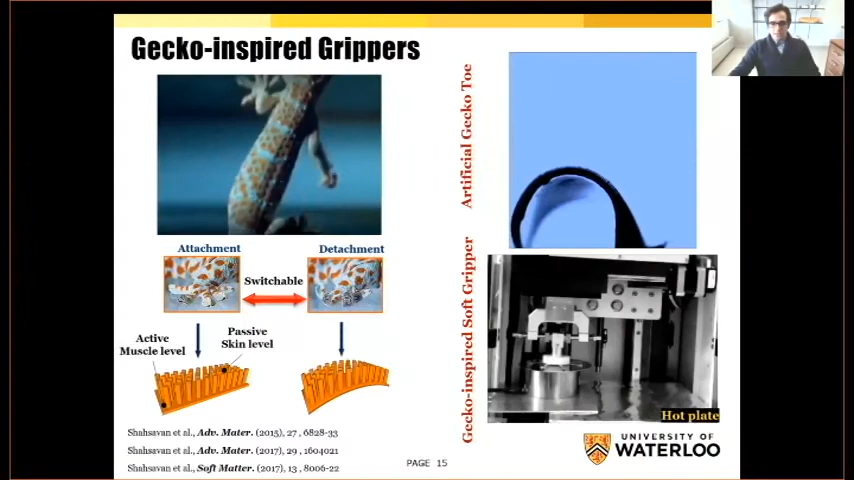 Gecko-inspired Grippers
Attachment
Detachment
Switchable
Active
Muscle level
Passive
Skin level
Shahsavan et al., Adv. Mater. (2015), 27 , 6828-33
Shahsavan et al., Adv. Mater. (2017), 29 , 1604021
Shahsavan et al., Soft Matter. (2017), 13 , 8006-22
PAGE 15
Artificial Gecko Toe
Gecko-inspired Soft Gripper
Hot plate
UNIVERSITY OF
WATERLOO